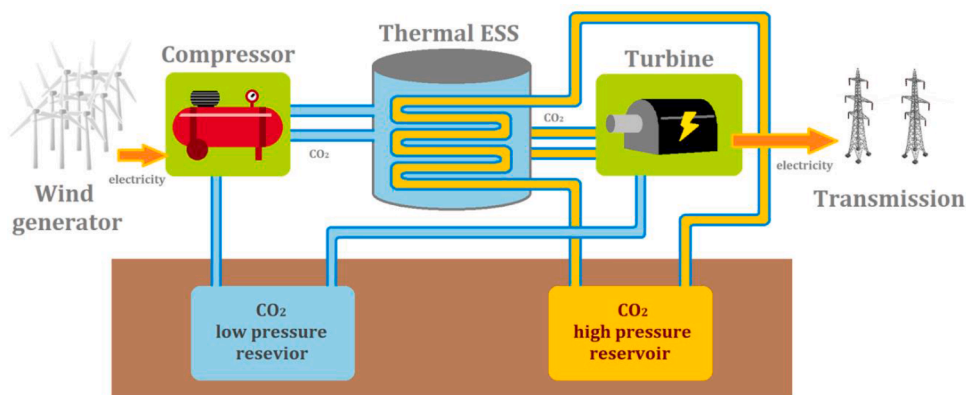 Thermal ESS
Compressor
Turbine
CO₂
CO₂
electricity
electricity
Wind
generator
Transmission
CO₂
low pressure
resevior
CO₂
high pressure
reservoir